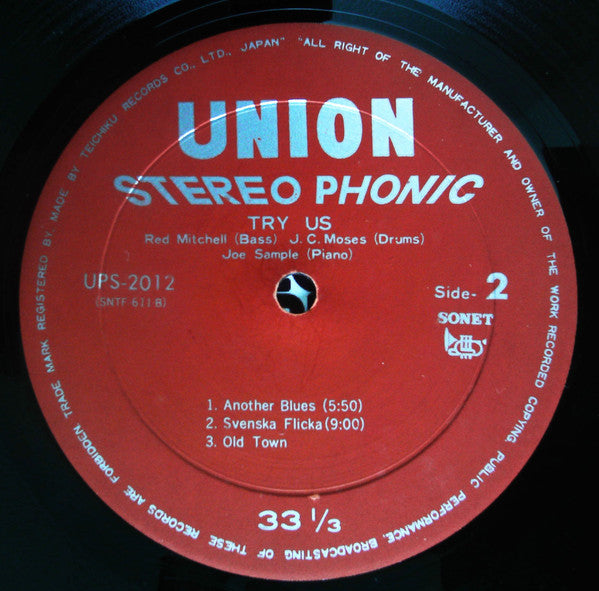 TRADE MARK REGISTERED BY, MADE BY TEICHIKU RECORDS CO., LTD., JAPAN" "ALL RIGHT OF THE MANUFACTURER AND OWNER OF THE WORK RECORDED COPYING, PUBLIC PERFORMANCE, BROADCASTING OF THESE RECORDS ARE FORBIDDEN.
UNION
STEREO PHONIC
TRY US
Red Mitchell (Bass) J. C. Moses (Drums)
Joe Sample (Piano)
UPS-2012
(SNTF 611 B)
Side- 2
SONET
1. Another Blues (5:50)
2. Svenska Flicka (9:00)
3. Old Town
33 1/3